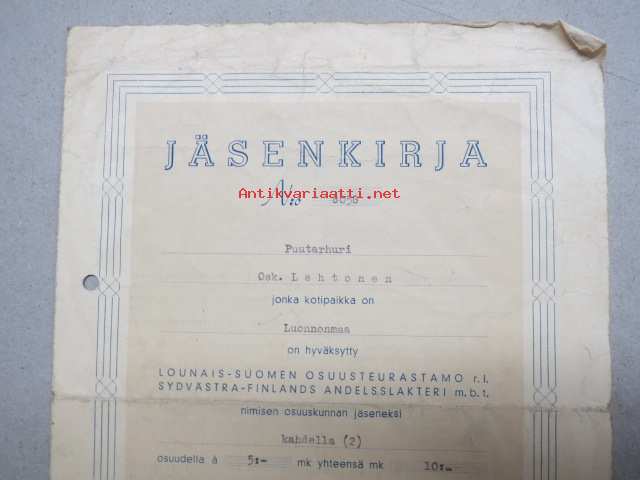 JÄSENKIRJA
Antikvariaatti.net
N:o
Puutarhuri
Osk. Lehtonen
jonka kotipaikka on
Luonnonmaa
on hyväksytty
LOUNAIS-SUOMEN OSUUSTEURASTAMO r.l.
SYDVÄSTRA-FINLANDS ANDELSSLAKTERI m.b.t.
nimisen osuuskunnan jäseneksi
kahdella (2)
osuudella à 5:- mk yhteensä mk 10:-